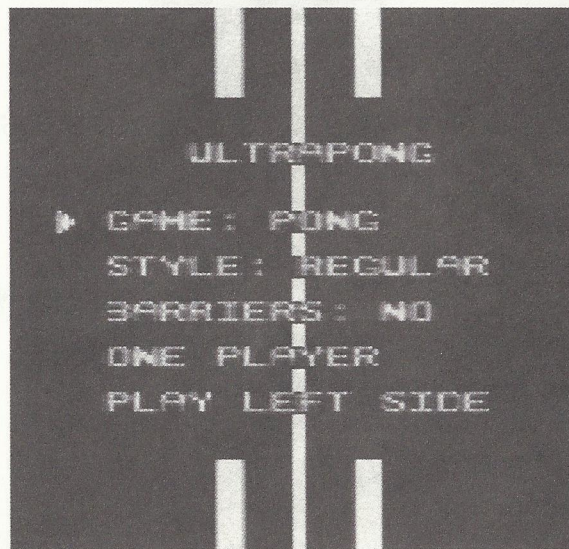 ULTRAPONG
GAME: PONG
STYLE: REGULAR
BARRIERS: NO
ONE PLAYER
PLAY LEFT SIDE